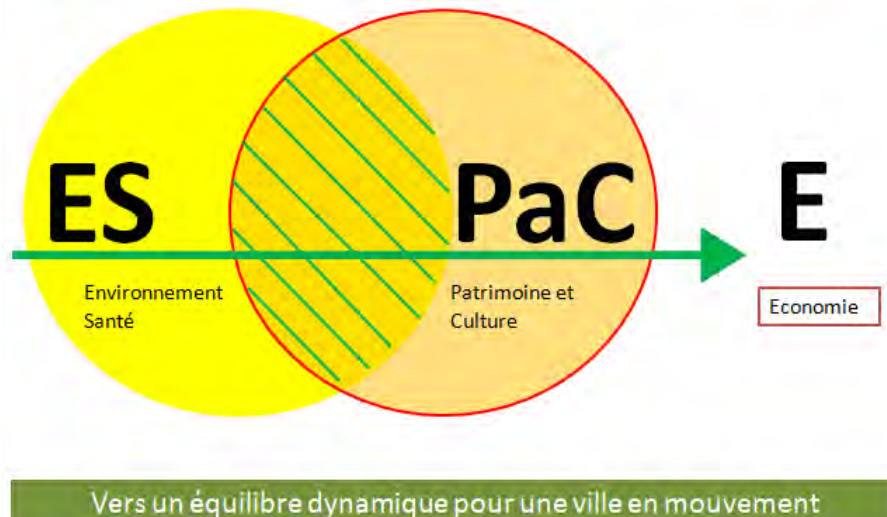 ES PaC E
Environnement
Santé
Patrimoine et
Culture
Economie
Vers un équilibre dynamique pour une ville en mouvement